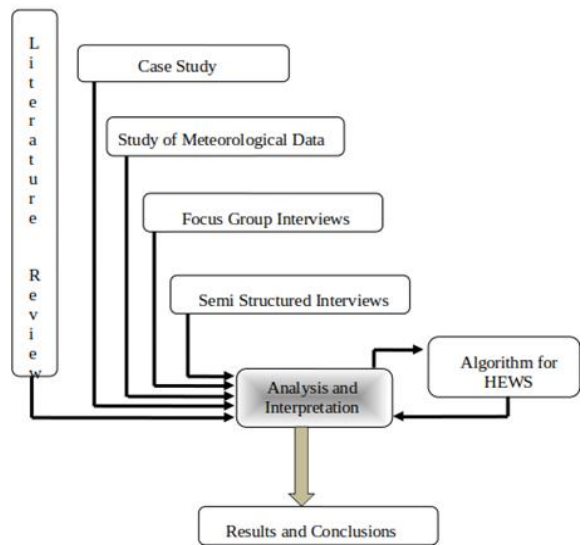 Literature Review
Case Study
Study of Meteorological Data
Focus Group Interviews
Semi Structured Interviews
Analysis and
Interpretation
Algorithm for
HEWS
Results and Conclusions